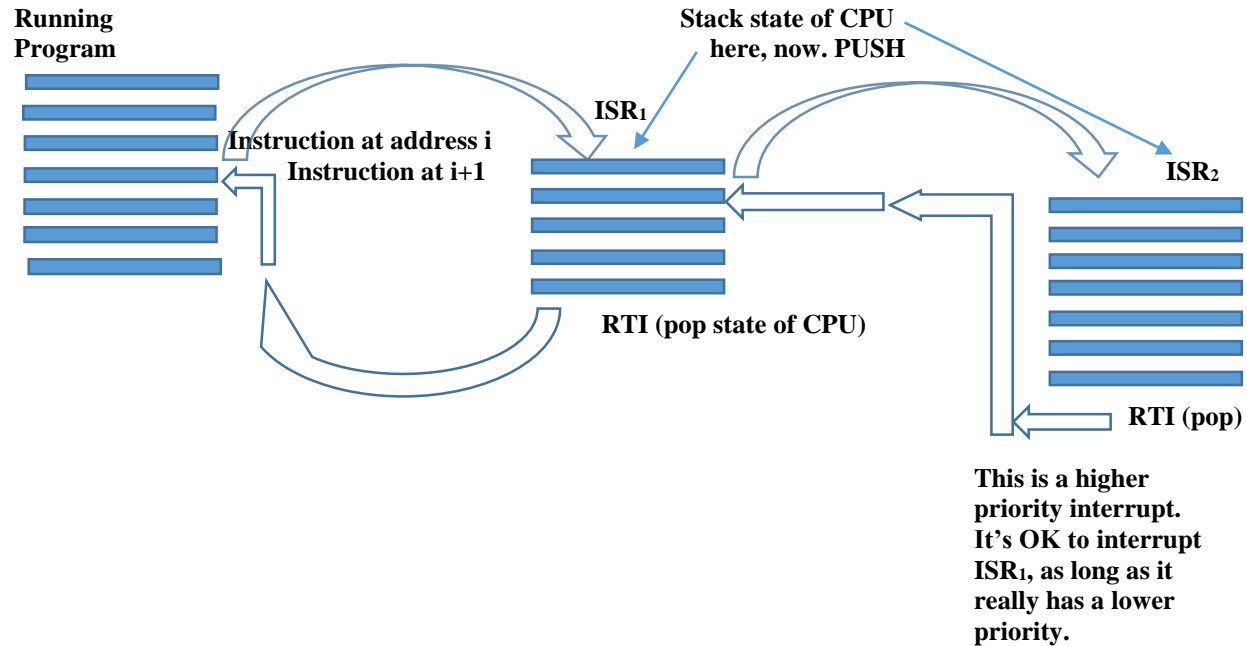 Running
Program
Stack state of CPU
here, now. PUSH
ISR₁
Instruction at address i
Instruction at i+1
ISR₂
RTI (pop state of CPU)
RTI (pop)
This is a higher
priority interrupt.
It’s OK to interrupt
ISR₁, as long as it
really has a lower
priority.